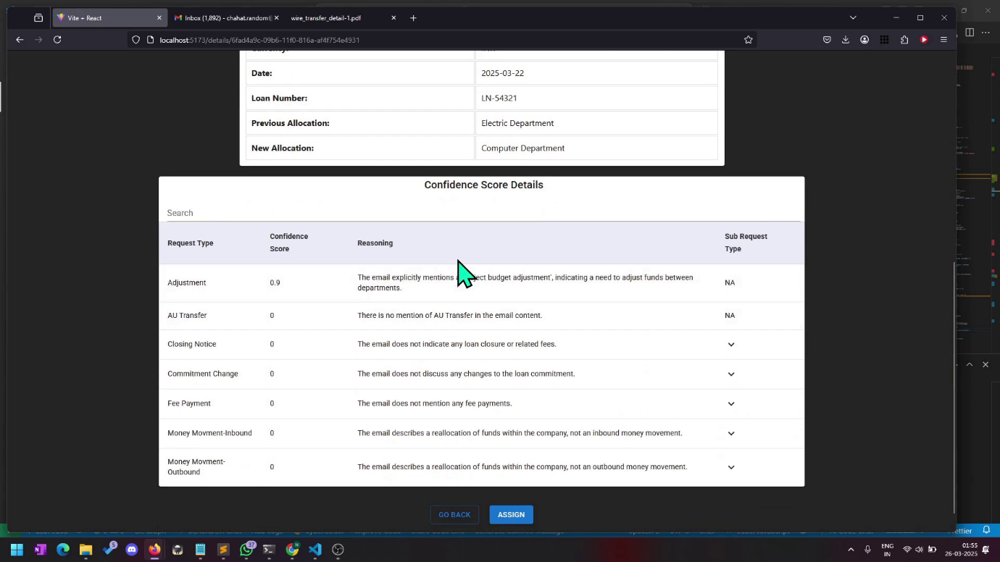 Vite + React
Inbox (1,892) - chahat.random@
wire_transfer_detail-1.pdf
localhost:5173/details/6fad4a9c-09b6-11f0-816a-af4f754e4931
Date:
2025-03-22
Loan Number:
LN-54321
Previous Allocation:
Electric Department
New Allocation:
Computer Department
Confidence Score Details
Search
Request Type
Confidence
Score
Reasoning
Sub Request
Type
Adjustment
0.9
The email explicitly mentions a budget adjustment', indicating a need to adjust funds between
departments.
NA
AU Transfer
0
There is no mention of AU Transfer in the email content.
NA
Closing Notice
0
The email does not indicate any loan closure or related fees.
Commitment Change
0
The email does not discuss any changes to the loan commitment.
Fee Payment
0
The email does not mention any fee payments.
Money Movment-Inbound
0
The email describes a reallocation of funds within the company, not an inbound money movement.
Money Movment-
Outbound
0
The email describes a reallocation of funds within the company, not an outbound money movement.
GO BACK
ASSIGN
Prettier
5
37
N
ENG
IN
01:55
26-03-2025